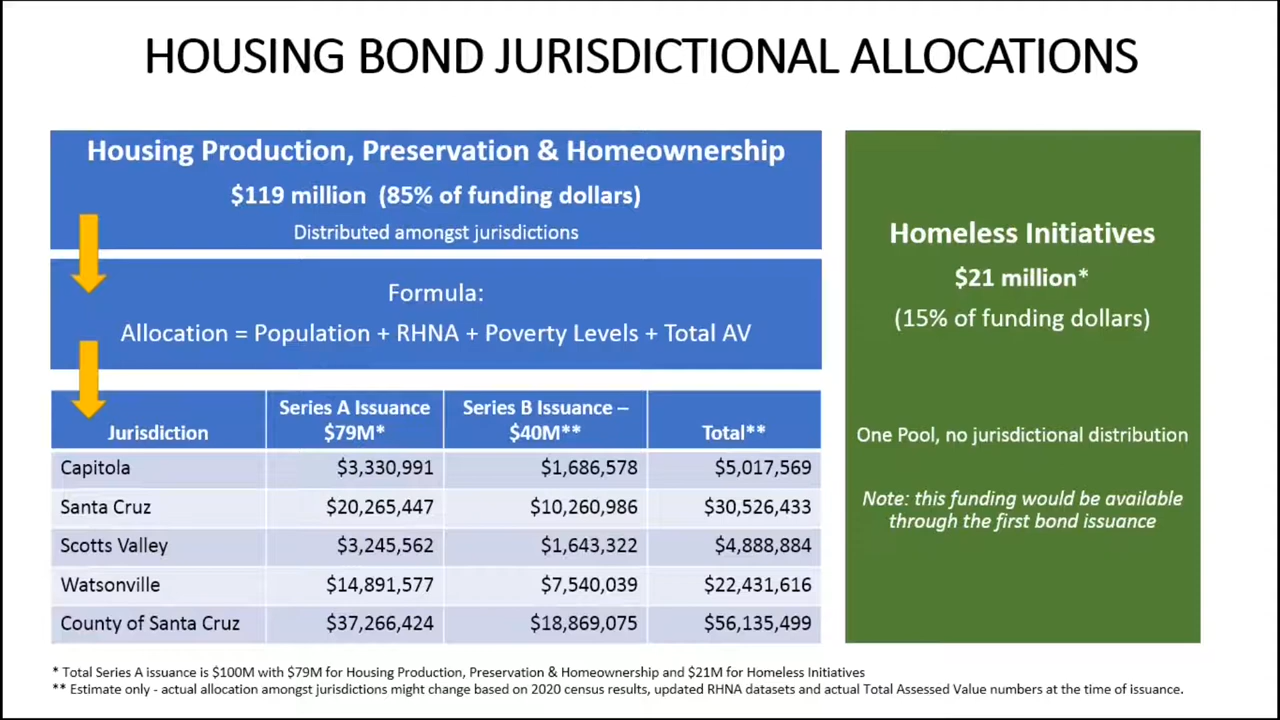 HOUSING BOND JURISDICTIONAL ALLOCATIONS
Housing Production, Preservation & Homeownership
$119 million (85% of funding dollars)
Distributed amongst jurisdictions
Formula:
Allocation = Population + RHNA + Poverty Levels + Total AV
Jurisdiction | Series A Issuance $79M* | Series B Issuance – $40M** | Total**
Capitola | $3,330,991 | $1,686,578 | $5,017,569
Santa Cruz | $20,265,447 | $10,260,986 | $30,526,433
Scotts Valley | $3,245,562 | $1,643,322 | $4,888,884
Watsonville | $14,891,577 | $7,540,039 | $22,431,616
County of Santa Cruz | $37,266,424 | $18,869,075 | $56,135,499
Homeless Initiatives
$21 million*
(15% of funding dollars)
One Pool, no jurisdictional distribution
Note: this funding would be available
through the first bond issuance
* Total Series A issuance is $100M with $79M for Housing Production, Preservation & Homeownership and $21M for Homeless Initiatives
** Estimate only - actual allocation amongst jurisdictions might change based on 2020 census results, updated RHNA datasets and actual Total Assessed Value numbers at the time of issuance.